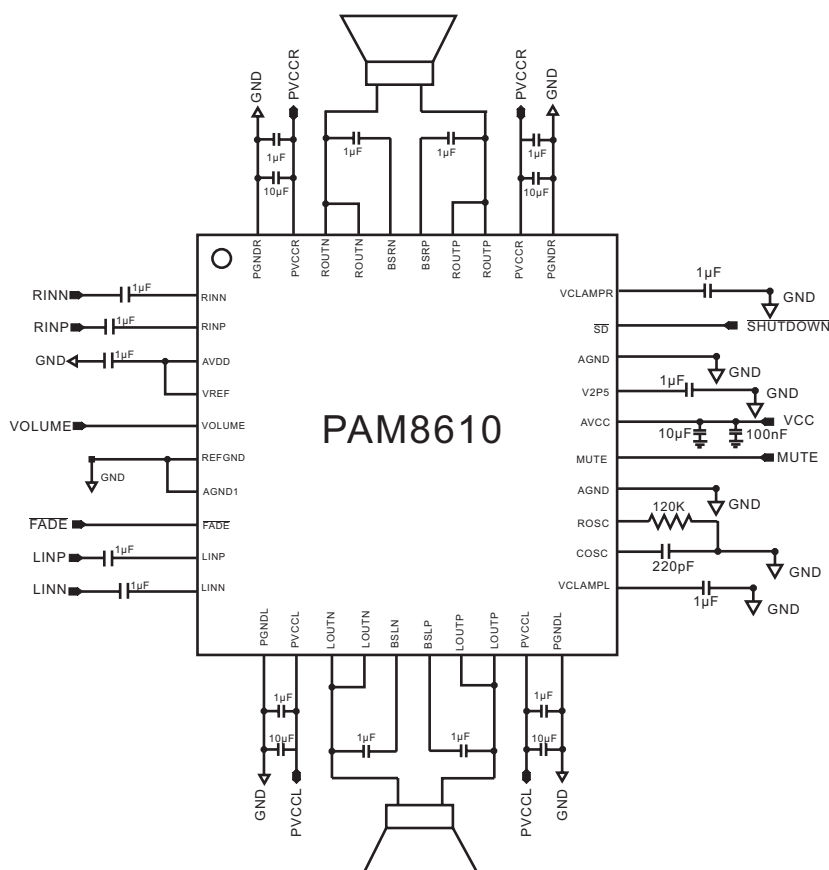 GND
PVCCR
PVCCR
GND
1µF
1µF
1µF
1µF
10µF
10µF
PGNDR
PVCCR
ROUTN
ROUTN
BSRN
BSRP
ROUTP
ROUTP
PVCCR
PGNDR
RINN
1µF
RINN
RINP
1µF
RINP
GND
1µF
AVDD
VREF
VOLUME
VOLUME
REFGND
GND
AGND1
FADE
FADE
LINP
1µF
LINP
LINN
1µF
LINN
PAM8610
VCLAMPR
1µF
GND
SD
SHUTDOWN
AGND
GND
V2P5
1µF
GND
AVCC
10µF
100nF
VCC
MUTE
MUTE
AGND
GND
ROSC
120K
COSC
220pF
GND
VCLAMPL
1µF
GND
PGNDL
PVCCL
LOUTN
LOUTN
BSLN
BSLP
LOUTP
LOUTP
PVCCL
PGNDL
1µF
1µF
10µF
1µF
1µF
10µF
GND
PVCCL
PVCCL
GND